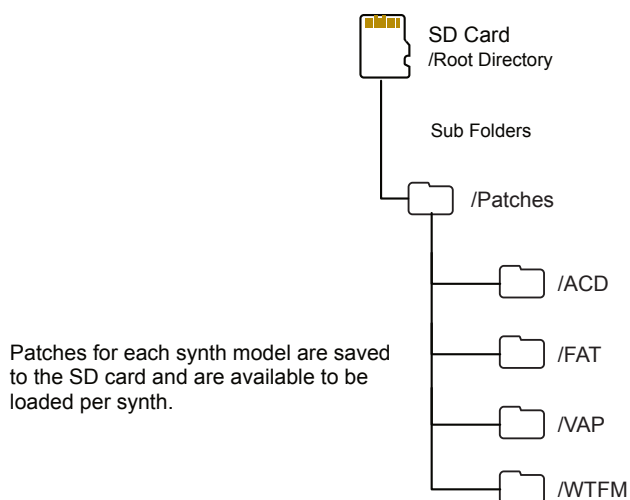 SD Card
/Root Directory
Sub Folders
/Patches
/ACD
/FAT
Patches for each synth model are saved
to the SD card and are available to be
loaded per synth.
/VAP
/WTFM